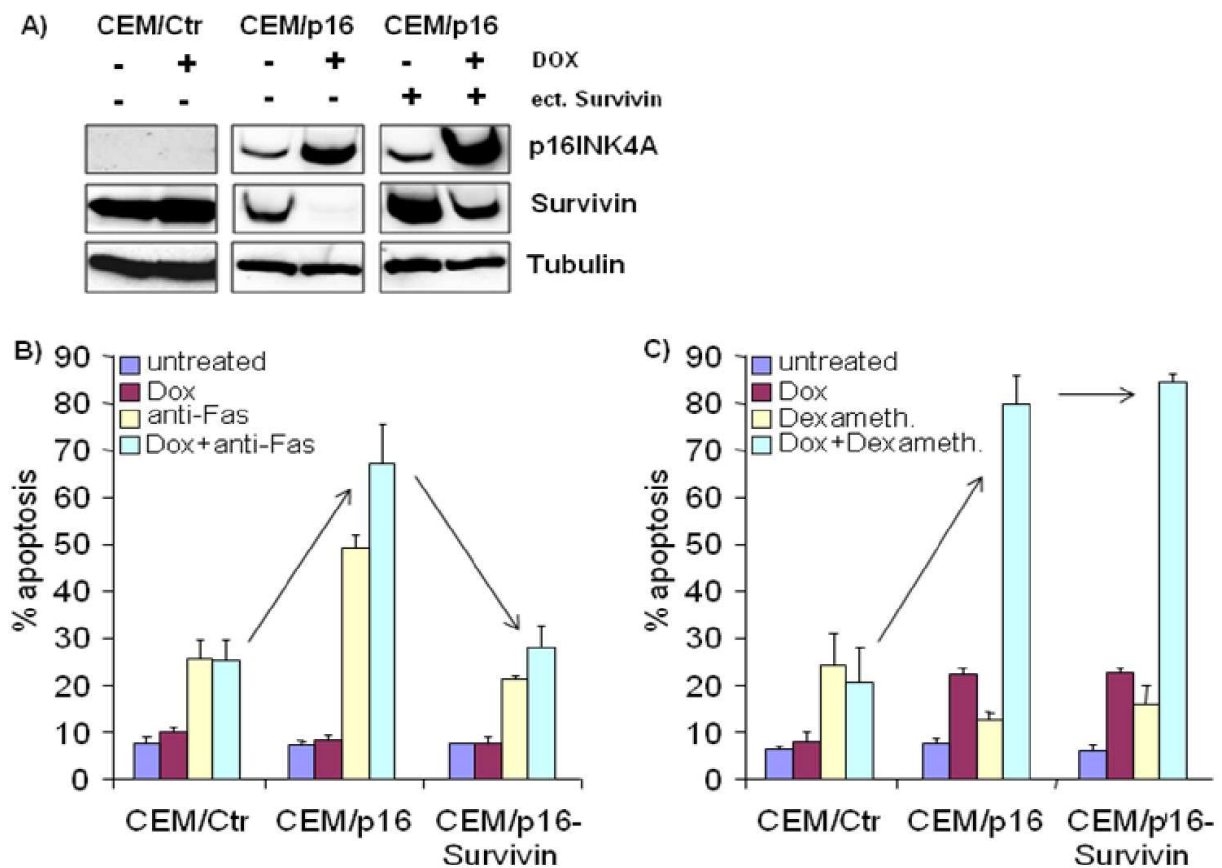 A) CEM/Ctr CEM/p16 CEM/p16
- + - + - + DOX
- - - - + + ect. Survivin
p16INK4A
Survivin
Tubulin
B)
% apoptosis
90
80
70
60
50
40
30
20
10
0
untreated
Dox
anti-Fas
Dox+anti-Fas
CEM/Ctr CEM/p16 CEM/p16-
Survivin
C)
% apoptosis
90
80
70
60
50
40
30
20
10
0
untreated
Dox
Dexameth.
Dox+Dexameth.
CEM/Ctr CEM/p16 CEM/p16-
Survivin